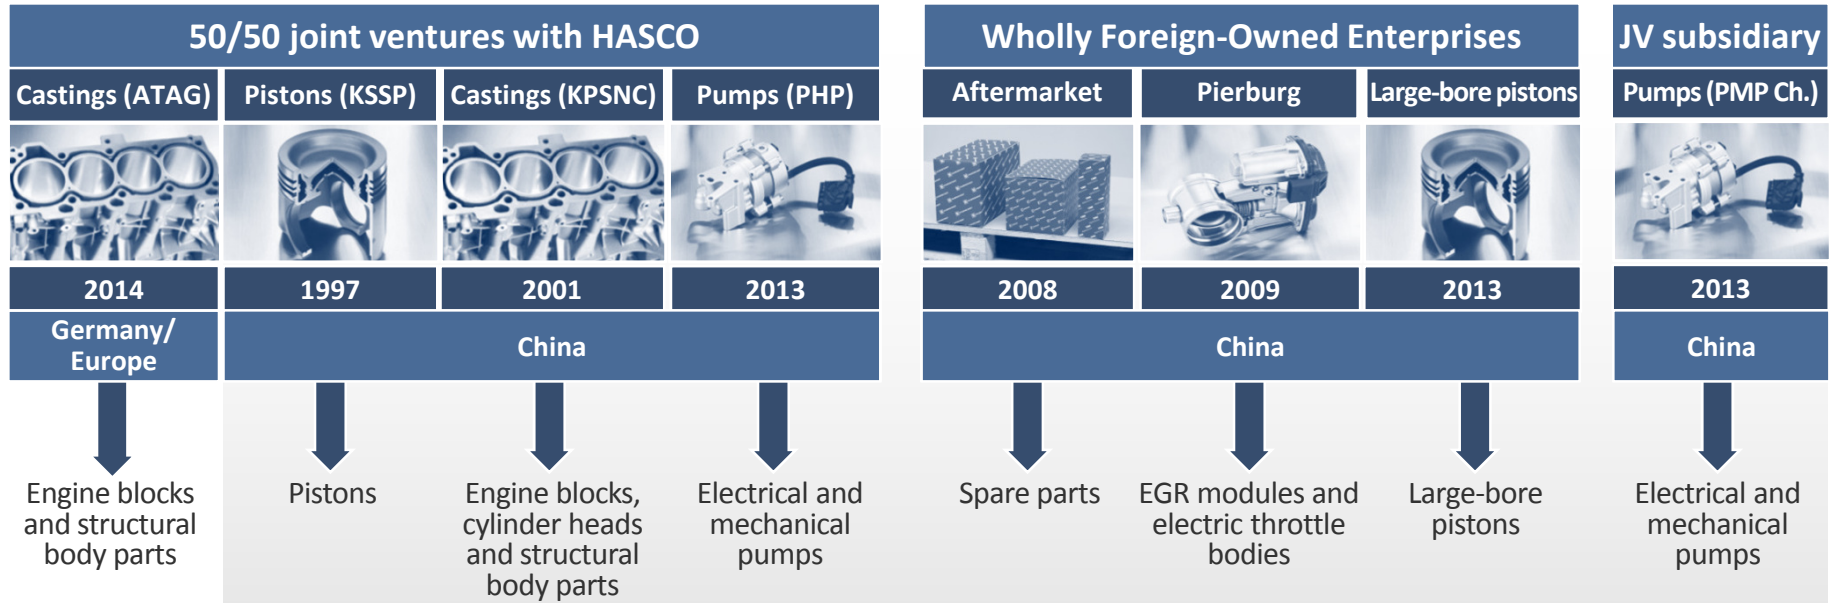 50/50 joint ventures with HASCO
Castings (ATAG)
Pistons (KSSP)
Castings (KPSNC)
Pumps (PHP)
2014
1997
2001
2013
Germany/
Europe
China
Engine blocks
and structural
body parts
Pistons
Engine blocks,
cylinder heads
and structural
body parts
Electrical and
mechanical
pumps
Wholly Foreign-Owned Enterprises
Aftermarket
Pierburg
Large-bore pistons
2008
2009
2013
China
Spare parts
EGR modules and
electric throttle
bodies
Large-bore
pistons
JV subsidiary
Pumps (PMP Ch.)
2013
China
Electrical and
mechanical
pumps